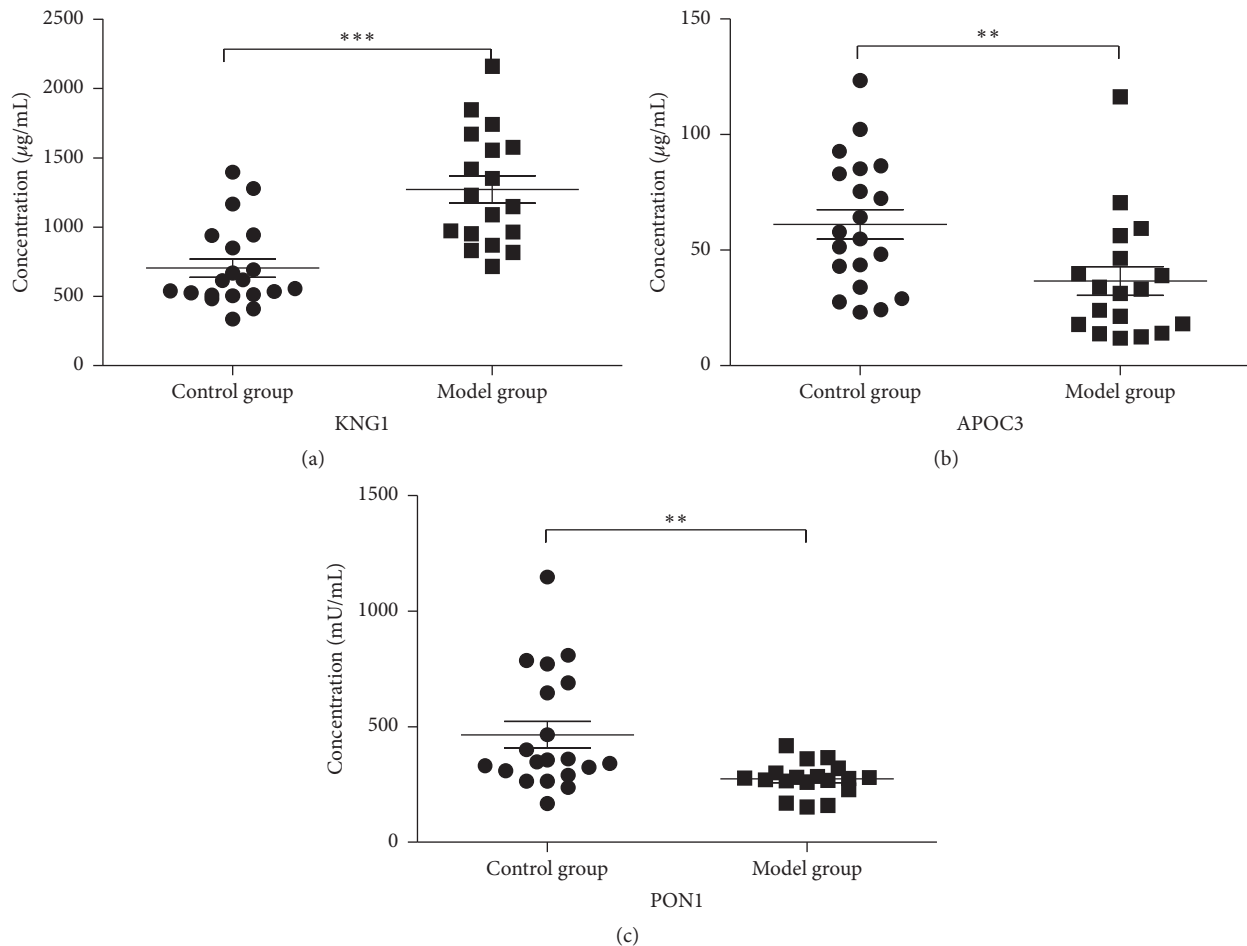 2500
2000
1500
1000
500
0
Concentration (μg/mL)
***
Control group
Model group
KNG1
(a)
150
100
50
0
Concentration (μg/mL)
**
Control group
Model group
APOC3
(b)
1500
1000
500
0
Concentration (mU/mL)
**
Control group
Model group
PON1
(c)